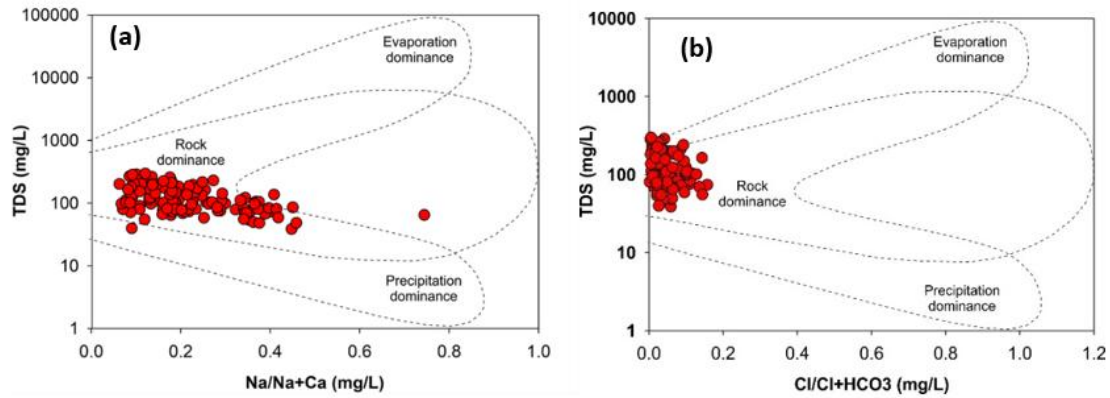 (a)
100000
10000
1000
100
10
1
TDS (mg/L)
Evaporation
dominance
Rock
dominance
Precipitation
dominance
0.0 0.2 0.4 0.6 0.8 1.0
Na/Na+Ca (mg/L)
(b)
10000
1000
100
10
1
TDS (mg/L)
Evaporation
dominance
Rock
dominance
Precipitation
dominance
0.0 0.2 0.4 0.6 0.8 1.0 1.2
Cl/Cl+HCO3 (mg/L)